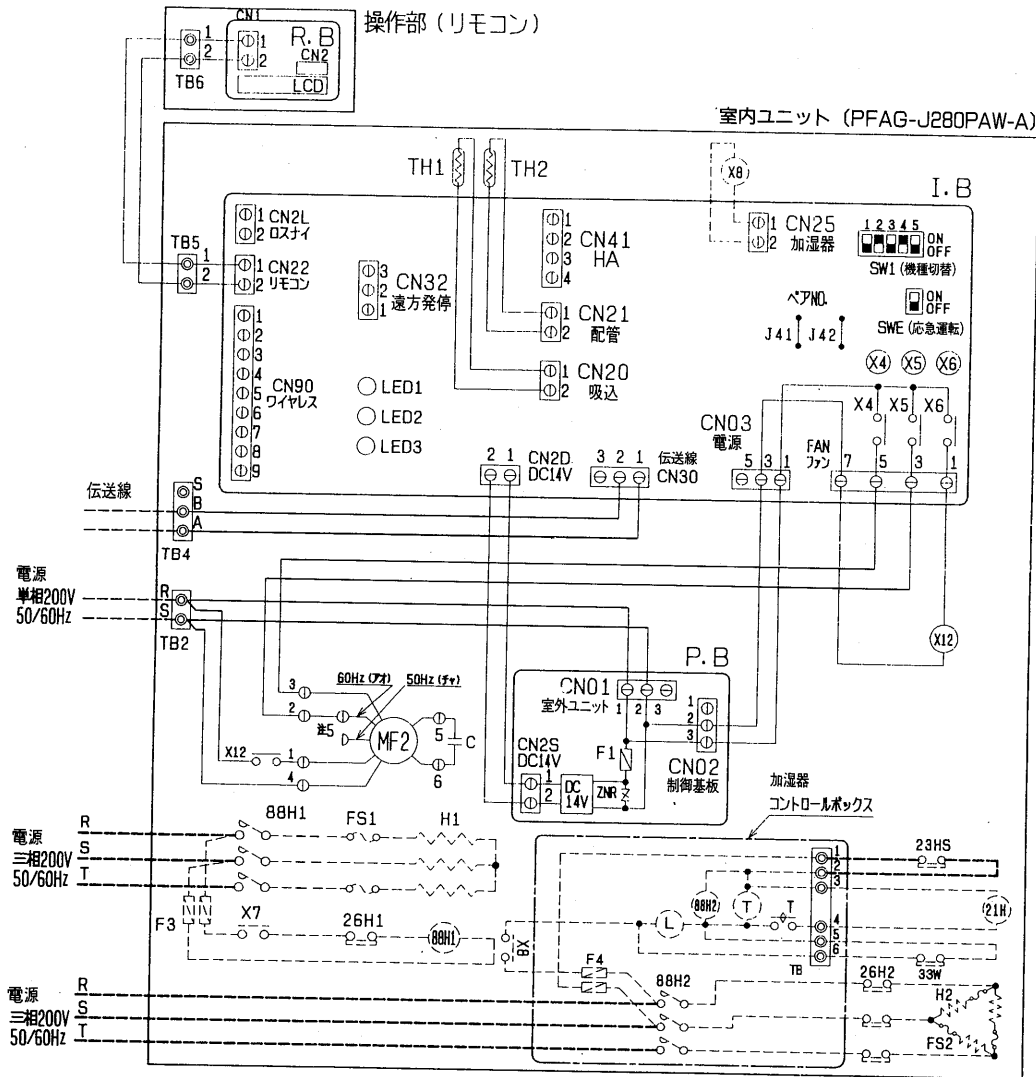 操作部（リモコン）
CN1
R.B
CN2
LCD
1
2
1
2
TB6
室内ユニット（PFAG-J280PAW-A）
TH1
TH2
X8
I.B
1 CN2L
2 ロスナイ
TB5
1
2
1 CN22
2 リモコン
3
2
1
CN32
遠方発停
1
2
3
4
CN41
HA
1
2
CN25
加湿器
1 2 3 4 5
ON
OFF
SW1（機種切替）
ON
OFF
SWE（応急運転）
ペアNO.
J41
J42
1 CN21
2 配管
1 CN20
2 吸込
1
2
3
4
5
6
7
8
9
CN90
ワイヤレス
LED1
LED2
LED3
X4
X5
X6
X4
X5
X6
2 1
CN2D
DC14V
3 2 1
伝送線
CN30
CN03
電源
5 3 1
FAN
ファン
7
5
3
1
伝送線
S
B
A
TB4
電源
単相200V
50/60Hz
R
S
TB2
X12
P.B
CN01
室外ユニット
1 2 3
1
2
3
CN02
制御基板
F1
ZNR
CN2S
DC14V
1
2
DC
14V
60Hz（アオ）
50Hz（チャ）
3
2
注5
X12
1
4
MF2
5
6
C
加湿器
コントロールボックス
電源
三相200V
50/60Hz
R
S
T
88H1
FS1
H1
F3
X7
26H1
88H1
X8
F4
L
88H2
T
T
1
2
3
4
5
6
TB
23HS
21H
33W
電源
三相200V
50/60Hz
R
S
T
88H2
26H2
H2
FS2